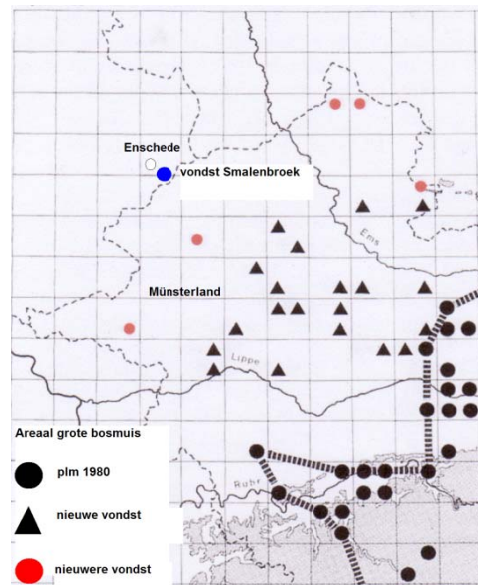 Enschede
vondst Smalenbroek
Ems
Münsterland
Lippe
Ruhr
Areaal grote bosmuis
plm 1980
nieuwe vondst
nieuwere vondst